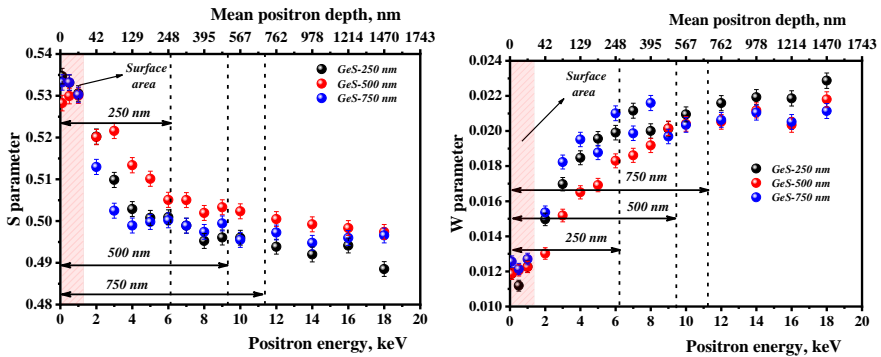 Mean positron depth, nm
0 42 129 248 395 567 762 978 1214 1470 1743
0.54
0.53
0.52
0.51
0.50
0.49
0.48
S parameter
Surface
area
GeS-250 nm
GeS-500 nm
GeS-750 nm
250 nm
500 nm
750 nm
0 2 4 6 8 10 12 14 16 18 20
Positron energy, keV
Mean positron depth, nm
0 42 129 248 395 567 762 978 1214 1470 1743
0.024
0.022
0.020
0.018
0.016
0.014
0.012
0.010
W parameter
Surface
area
750 nm
GeS-250 nm
GeS-500 nm
GeS-750 nm
500 nm
250 nm
0 2 4 6 8 10 12 14 16 18 20
Positron energy, keV